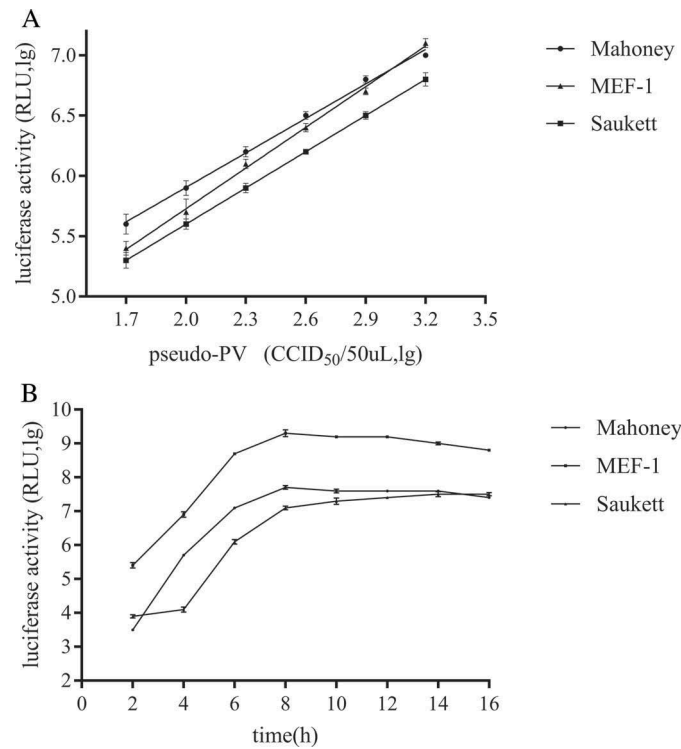 A
luciferase activity (RLU,lg)
7.0
6.5
6.0
5.5
5.0
1.7 2.0 2.3 2.6 2.9 3.2 3.5
pseudo-PV (CCID50/50uL,lg)
Mahoney
MEF-1
Saukett
B
luciferase activity (RLU,lg)
10
9
8
7
6
5
4
3
2
0 2 4 6 8 10 12 14 16
time(h)
Mahoney
MEF-1
Saukett